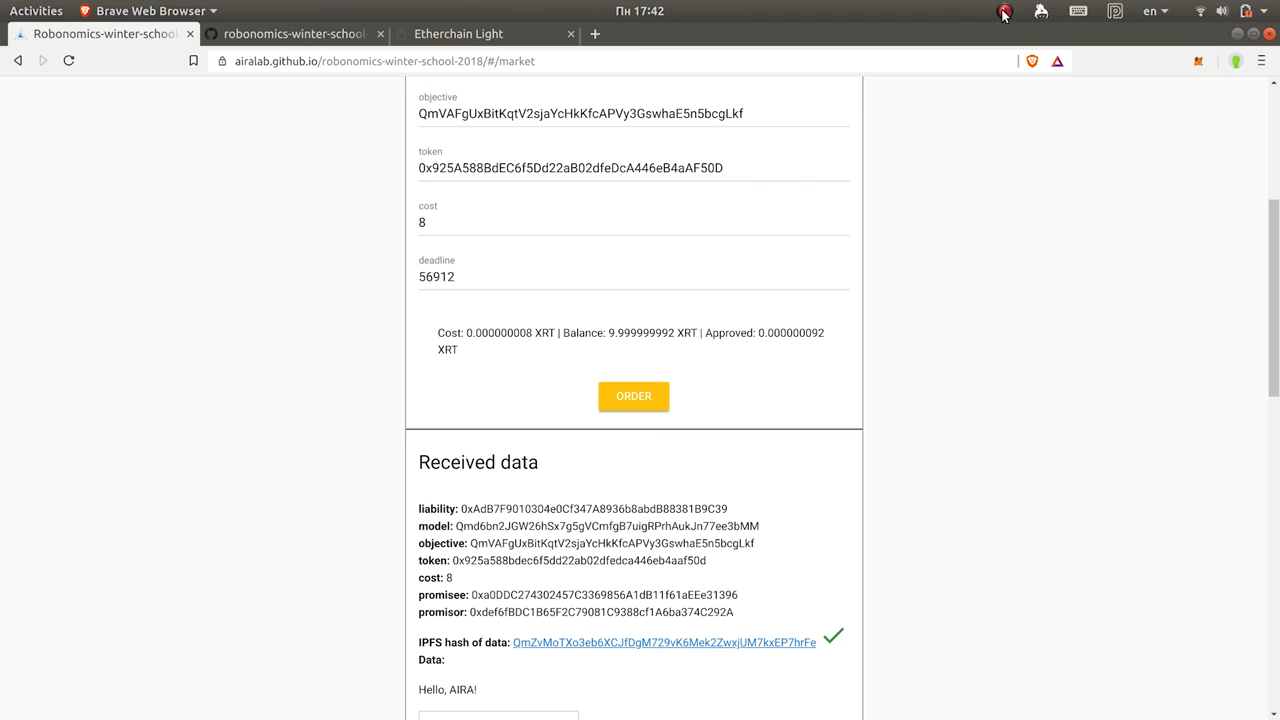 Activities
Brave Web Browser
Пн 17:42
en
Robonomics-winter-school
robonomics-winter-school-
Etherchain Light
airalab.github.io/robonomics-winter-school-2018/#/market
objective
QmVAFgUxBitKqtV2sjaYcHkKfcAPVy3GswhaE5n5bcgLkf
token
0x925A588BdEC6f5Dd22aB02dfeDcA446eB4aAF50D
cost
8
deadline
56912
Cost: 0.000000008 XRT | Balance: 9.999999992 XRT | Approved: 0.000000092
XRT
ORDER
Received data
liability: 0xAdB7F9010304e0Cf347A8936b8abdB88381B9C39
model: Qmd6bn2JGW26hSx7g5gVCmfgB7uigRPrhAukJn77ee3bMM
objective: QmVAFgUxBitKqtV2sjaYcHkKfcAPVy3GswhaE5n5bcgLkf
token: 0x925a588bdec6f5dd22ab02dfedca446eb4aaf50d
cost: 8
promisee: 0xa0DDC274302457C3369856A1dB11f61aEEe31396
promisor: 0xdef6fBDC1B65F2C79081C9388cf1A6ba374C292A
IPFS hash of data: QmZvMoTXo3eb6XCJfDgM729vK6Mek2ZwxjUM7kxEP7hrFe
Data:
Hello, AIRA!